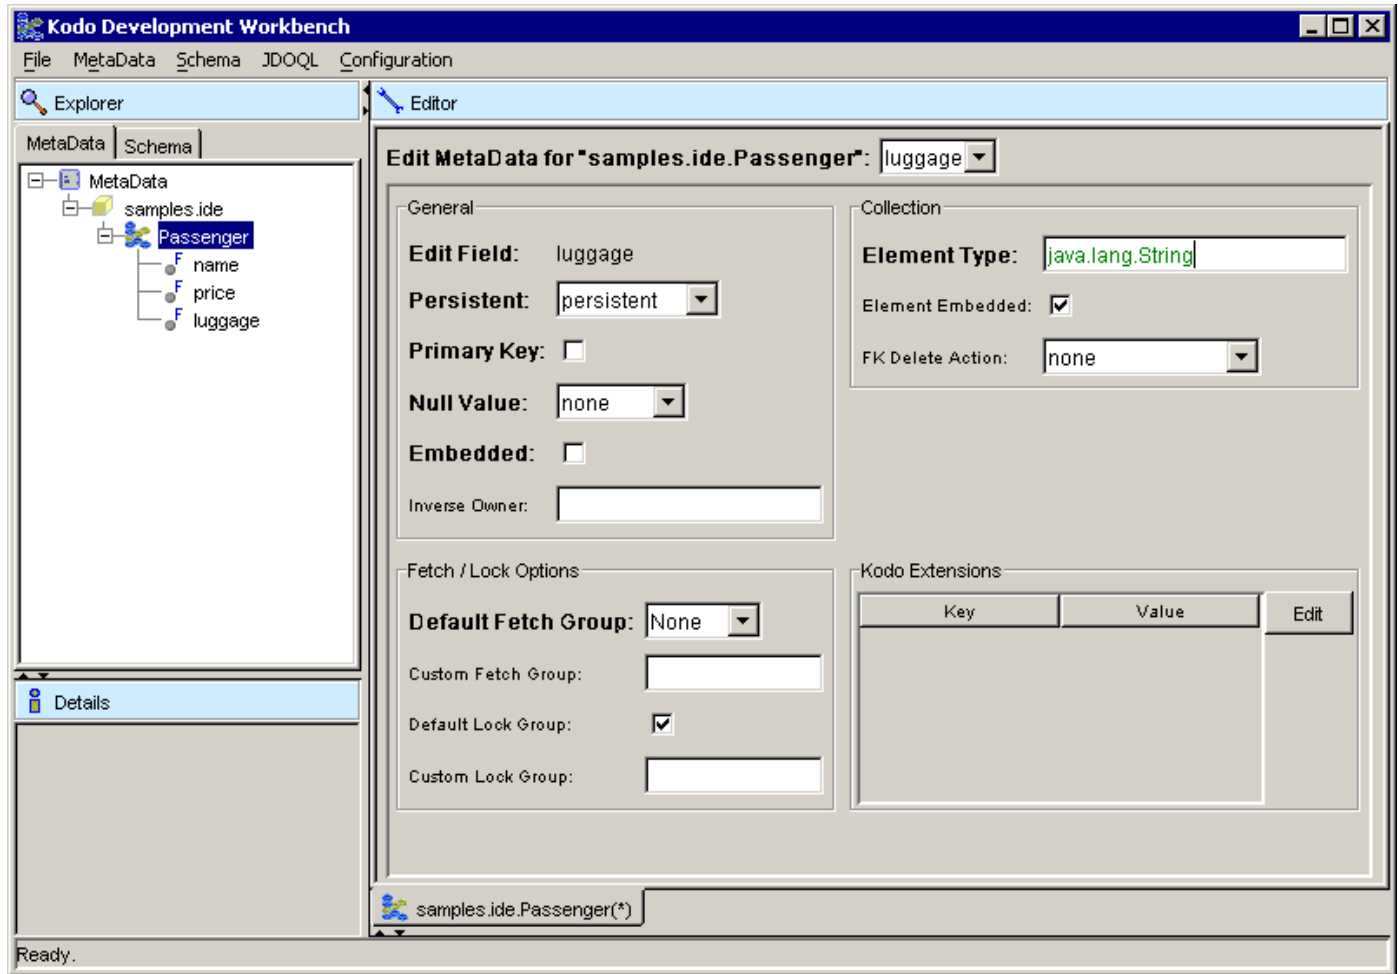 Kodo Development Workbench
File MetaData Schema JDOQL Configuration
Explorer
MetaData Schema
MetaData
samples.ide
Passenger
F name
F price
F luggage
Details
Editor
Edit MetaData for "samples.ide.Passenger": luggage
General
Edit Field: luggage
Persistent: persistent
Primary Key:
Null Value: none
Embedded:
Inverse Owner:
Collection
Element Type: java.lang.String
Element Embedded:
FK Delete Action: none
Fetch / Lock Options
Default Fetch Group: None
Custom Fetch Group:
Default Lock Group:
Custom Lock Group:
Kodo Extensions
Key Value Edit
samples.ide.Passenger(*)
Ready.